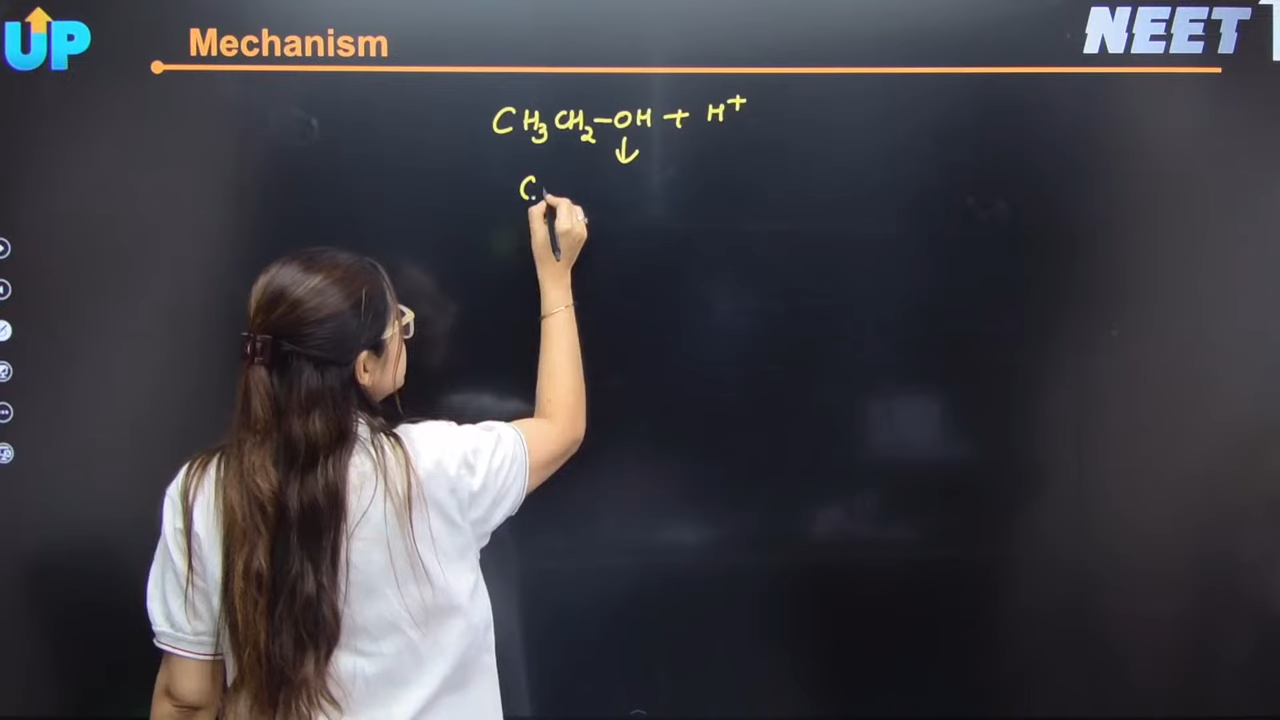 UP
Mechanism
NEET
CH₃CH₂–OH + H⁺
↓
C